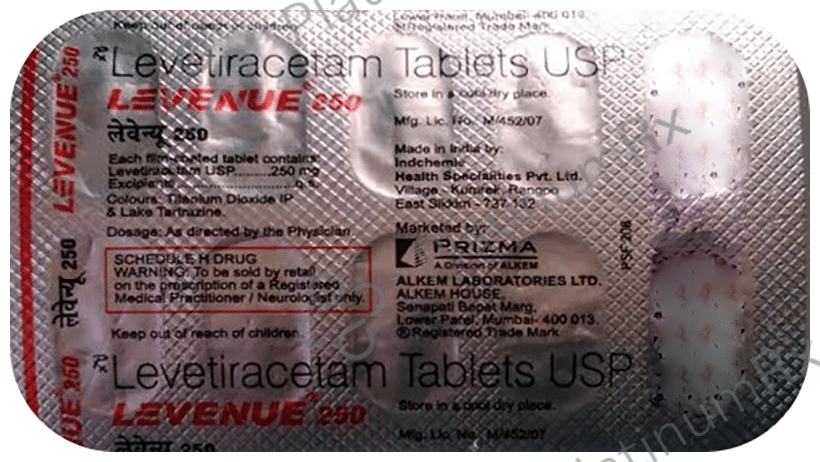 Keep out of reach of children
Lower Parel, Mumbai- 400 013.
®Registered Trade Mark
Rx Levetiracetam Tablets USP
LEVENUE® 250
लेवेन्यू 250
Each film-coated tablet contains:
Levetiracetam USP.........250 mg
Excipients...................q.s.
Colours: Titanium Dioxide IP
& Lake Tartrazine.
Dosage: As directed by the Physician.
SCHEDULE H DRUG
WARNING: To be sold by retail
on the prescription of a Registered
Medical Practitioner / Neurologist only.
Keep out of reach of children.
Store in a cool dry place.
Mfg. Lic. No.: M/452/07
Made in India by:
Indchemie
Health Specialities Pvt. Ltd.
Village - Kumrek, Rangpo
East Sikkim - 737 132
Marketed by:
PRIZMA
A Division of ALKEM
ALKEM LABORATORIES LTD.
ALKEM HOUSE,
Senapati Bapat Marg,
Lower Parel, Mumbai- 400 013.
®Registered Trade Mark
PSF 208
LEVENUE® 250
लेवेन्यू 250
UE® 250
Rx Levetiracetam Tablets USP
LEVENUE® 250
लेवेन्यू 250
Store in a cool dry place.
Mfg. Lic. No.: M/452/07
PlatinumRx